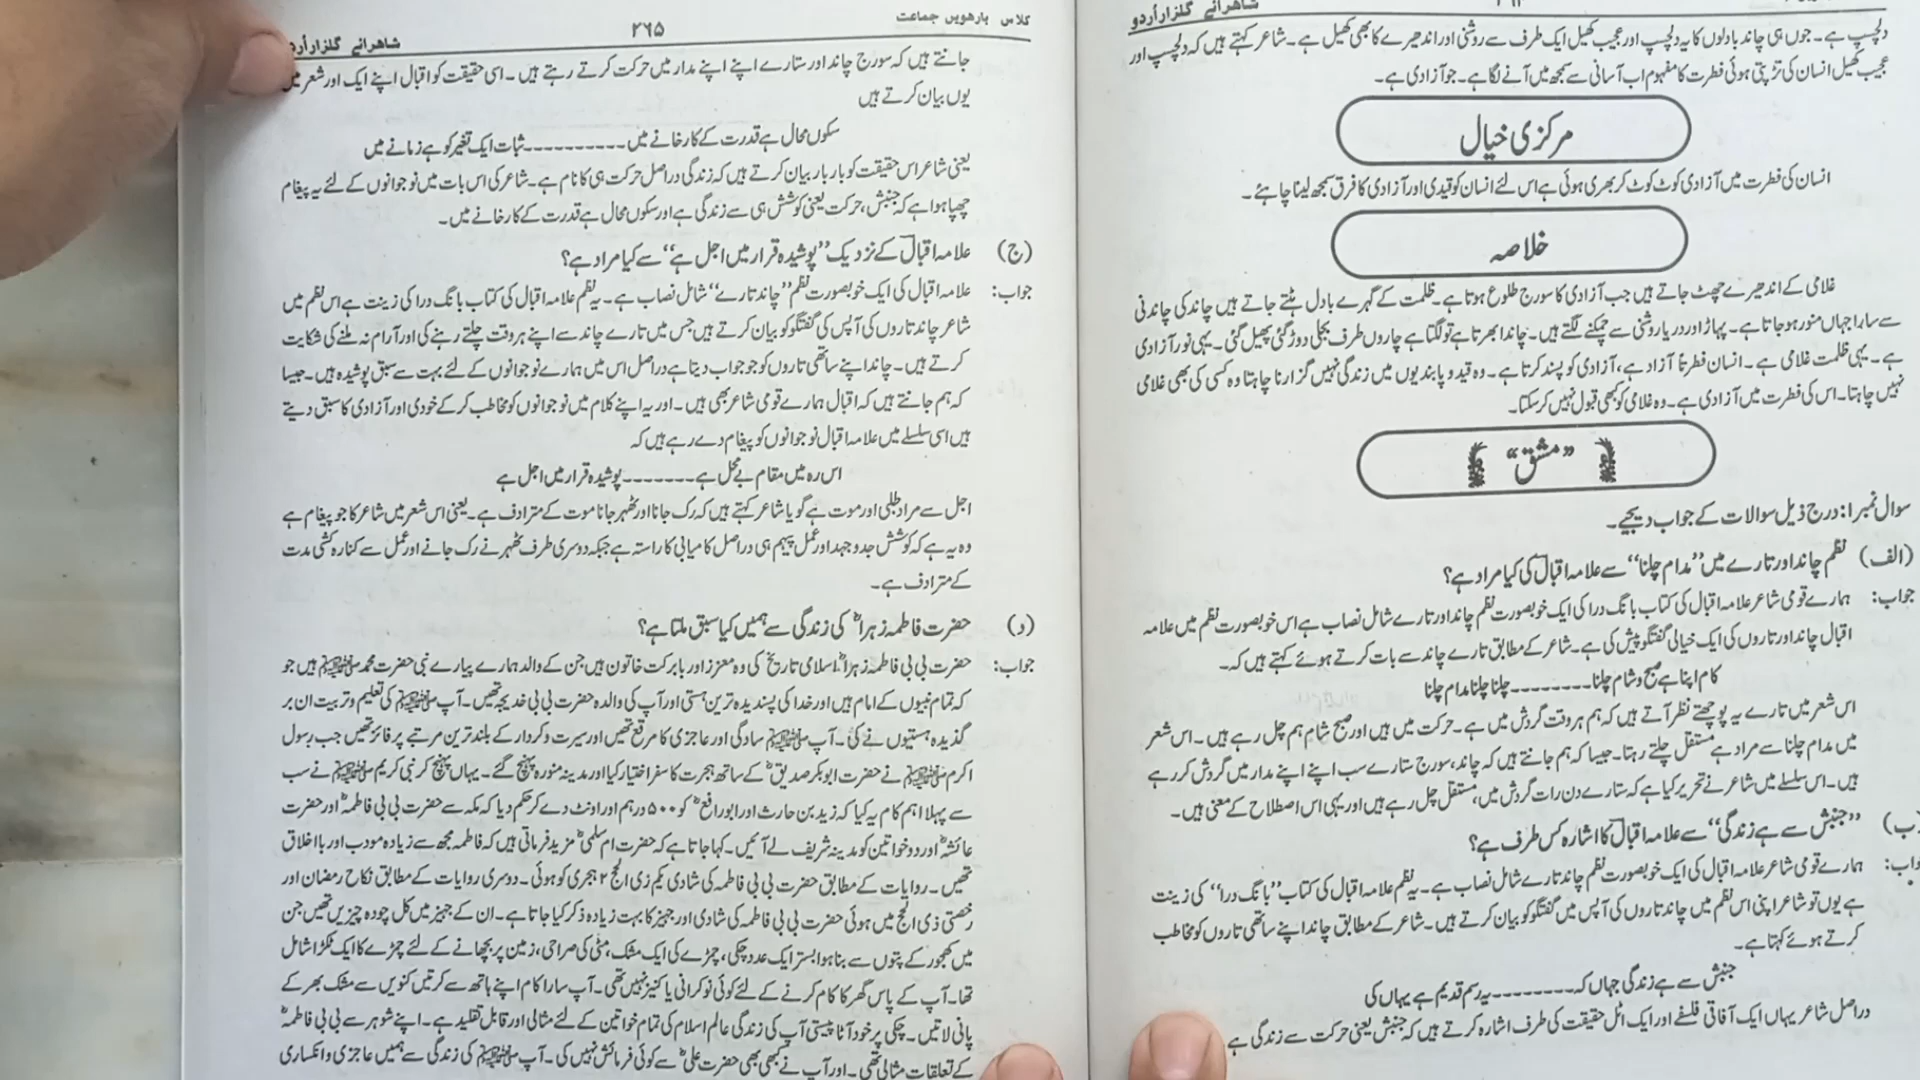 دلچسپ ہے۔ جوں ہی چاند بادلوں کا یہ دلچسپ اور عجیب کھیل ایک طرف سے روشنی اور اندھیرے کا بھی کھیل ہے۔ شاعر کہتے ہیں کہ دلچسپ اور
عجیب کھیل انسان کی تڑپتی ہوئی فطرت کا مفہوم اب آسانی سے سمجھ میں آنے لگا ہے۔ جو آزادی ہے۔
مرکزی خیال
انسان کی فطرت میں آزادی کوٹ کوٹ کر بھری ہوئی ہے اس لئے انسان کو قیدی اور آزادی کا فرق سمجھ لینا چاہئے۔
خلاصہ
غلامی کے اندھیرے چھٹ جاتے ہیں جب آزادی کا سورج طلوع ہوتا ہے۔ ظلمت کے گہرے بادل ہٹتے جاتے ہیں چاند کی چاندنی
سے سارا جہاں منور ہو جاتا ہے۔ پہاڑ اور دریا روشنی سے چمکنے لگتے ہیں۔ چاند ابھرتا ہے تو لگتا ہے چاروں طرف بجلی دوڑ گئی پھیل گئی۔ یہی نور آزادی
ہے۔ یہی ظلمت غلامی ہے۔ انسان فطرتاً آزاد ہے، آزادی کو پسند کرتا ہے۔ وہ قید و پابندیوں میں زندگی نہیں گزارنا چاہتا وہ کسی کی بھی غلامی
نہیں چاہتا۔ اس کی فطرت میں آزادی ہے۔ وہ غلامی کو بھی قبول نہیں کر سکتا۔
”مشق“
سوال نمبر ۱: درج ذیل سوالات کے جواب دیجیے۔
(الف) نظم چاند اور تارے میں ”مدام چلنا“ سے علامہ اقبال کی کیا مراد ہے؟
جواب: ہمارے قومی شاعر علامہ اقبال کی کتاب بانگ درا کی ایک خوبصورت نظم چاند اور تارے شامل نصاب ہے اس خوبصورت نظم میں علامہ
اقبال چاند اور تاروں کی ایک خیالی گفتگو پیش کی ہے۔ شاعر کے مطابق تارے چاند سے بات کرتے ہوئے کہتے ہیں کہ۔
کام اپنا ہے صبح و شام چلنا۔۔۔۔۔۔۔۔چلنا چلنا مدام چلنا
اس شعر میں تارے یہ پوچھتے نظر آتے ہیں کہ ہم ہر وقت گردش میں ہے۔ حرکت میں ہیں اور صبح شام ہم چل رہے ہیں۔ اس شعر
میں مدام چلنا سے مراد ہے مستقل چلتے رہتا۔ جیسا کہ ہم جانتے ہیں کہ چاند، سورج ستارے سب اپنے اپنے مدار میں گردش کر رہے
ہیں۔ اس سلسلے میں شاعر نے تحریر کیا ہے کہ ستارے دن رات گردش میں، مستقل چل رہے ہیں اور یہی اس اصطلاح کے معنی ہیں۔
ب) ”جنبش سے ہے زندگی“ سے علامہ اقبال کا اشارہ کس طرف ہے؟
واب: ہمارے قومی شاعر علامہ اقبال کی ایک خوبصورت نظم چاند تارے شامل نصاب ہے۔ یہ نظم علامہ اقبال کی کتاب ”بانگ درا“ کی زینت
ہے یوں تو شاعر اپنی اس نظم میں چاند تاروں کی آپس میں گفتگو کو بیان کرتے ہیں۔ شاعر کے مطابق چاند اپنے ساتھی تاروں کو مخاطب
کرتے ہوئے کہتا ہے۔
جنبش سے ہے زندگی جہاں کہ۔۔۔۔۔۔۔۔یہ رسم قدیم ہے یہاں کی
دراصل شاعر یہاں ایک آفاقی فلسفے اور ایک اٹل حقیقت کی طرف اشارہ کرتے ہیں کہ جنبش یعنی حرکت سے زندگی ہے
کلاس بارھویں جماعت
۲۶۵
شاھرانے گلزار اُرد
جانتے ہیں کہ سورج چاند اور ستارے اپنے اپنے مدار میں حرکت کرتے رہتے ہیں۔ اسی حقیقت کو اقبال اپنے ایک اور شعر میں
یوں بیان کرتے ہیں
سکوں محال ہے قدرت کے کارخانے میں۔۔۔۔۔۔۔۔۔۔ثبات ایک تغیر کو ہے زمانے میں
یعنی شاعر اس حقیقت کو بار بار بیان کرتے ہیں کہ زندگی دراصل حرکت ہی کا نام ہے۔ شاعر کی اس بات میں نوجوانوں کے لئے یہ پیغام
چھپا ہوا ہے کہ جنبش، حرکت یعنی کوشش ہی سے زندگی ہے اور سکوں محال ہے قدرت کے کارخانے میں۔
(ج) علامہ اقبال کے نزدیک ”پوشیدہ قرار میں اجل ہے“ سے کیا مراد ہے؟
جواب: علامہ اقبال کی ایک خوبصورت نظم ”چاند تارے“ شامل نصاب ہے۔ یہ نظم علامہ اقبال کی کتاب بانگ درا کی زینت ہے اس نظم میں
شاعر چاند تاروں کی آپس کی گفتگو کو بیان کرتے ہیں جس میں تارے چاند سے اپنے ہر وقت چلتے رہنے کی اور آرام نہ ملنے کی شکایت
کرتے ہیں۔ چاند اپنے ساتھی تاروں کو جو جواب دیتا ہے دراصل اس میں ہمارے نوجوانوں کے لئے بہت سے سبق پوشیدہ ہیں۔ جیسا
کہ ہم جانتے ہیں کہ اقبال ہمارے قومی شاعر بھی ہیں۔ اور یہ اپنے کلام میں نوجوانوں کو مخاطب کر کے خودی اور آزادی کا سبق دیتے
ہیں اسی سلسلے میں علامہ اقبال نوجوانوں کو پیغام دے رہے ہیں کہ
اس رہ میں مقام بے محل ہے۔۔۔۔۔۔۔پوشیدہ قرار میں اجل ہے
اجل سے مراد طلبی اور موت ہے گویا شاعر کہتے ہیں کہ رک جانا اور ٹھہر جانا موت کے مترادف ہے۔ یعنی اس شعر میں شاعر کا جو پیغام ہے
وہ یہ ہے کہ کوشش جدوجہد اور عمل پیہم ہی دراصل کامیابی کا راستہ ہے جبکہ دوسری طرف ٹھہرنے رک جانے اور عمل سے کنارہ کشی مدت
کے مترادف ہے۔
(د) حضرت فاطمہ زہراؓ کی زندگی سے ہمیں کیا سبق ملتا ہے؟
جواب: حضرت بی بی فاطمہ زہراؓ اسلامی تاریخ کی وہ معزز اور بابرکت خاتون ہیں جن کے والد ہمارے پیارے نبی حضرت محمد ﷺ ہیں جو
کہ تمام نبیوں کے امام ہیں اور خدا کی پسندیدہ ترین ہستی اور آپ کی والدہ حضرت بی بی خدیجہ تھیں۔ آپ ﷺ کی تعلیم و تربیت ان بر
گذیدہ ہستیوں نے کی۔ آپ ﷺ سادگی اور عاجزی کا مرقع تھیں اور سیرت و کردار کے بلند ترین مرتبے پر فائز تھیں جب رسول
اکرم ﷺ نے حضرت ابوبکر صدیقؓ کے ساتھ ہجرت کا سفر اختیار کیا اور مدینہ منورہ پہنچ گئے۔ یہاں پہنچ کر نبی کریم ﷺ نے سب
سے پہلا اہم کام یہ کیا کہ زید بن حارث اور ابو رافعؓ کو ۵۰۰ درہم اور اونٹ دے کر حکم دیا کہ مکہ سے حضرت بی بی فاطمہؓ اور حضرت
عائشہؓ اور دو خواتین کو مدینہ شریف لے آئیں۔ کہا جاتا ہے کہ حضرت ام سلمیٰؓ مزید فرماتی ہیں کہ فاطمہ مجھ سے زیادہ مودب اور با اخلاق
تھیں۔ روایات کے مطابق حضرت بی بی فاطمہ کی شادی یکم ذی الحج ۲ ہجری کو ہوئی۔ دوسری روایات کے مطابق نکاح رمضان اور
رخصتی ذی الحج میں ہوئی حضرت بی بی فاطمہؓ کی شادی اور جہیز کا بہت زیادہ ذکر کیا جاتا ہے۔ ان کے جہیز میں کل چودہ چیزیں تھیں جن
میں کھجور کے پتوں سے بنا ہوا بستر ایک عدد چکی، چمڑے کی ایک مشک، مٹی کی صراحی، زمین پر بچھانے کے لئے چمڑے کا ایک ٹکڑا شامل
تھا۔ آپ کے پاس گھر کا کام کرنے کے لئے کوئی نوکرانی یا کنیز نہیں تھی۔ آپ سارا کام اپنے ہاتھ سے کرتیں کنویں سے مشک بھر کے
پانی لاتیں۔ چکی پر خود آٹا پیستی آپ کی زندگی عالم اسلام کی تمام خواتین کے لئے مثالی اور قابل تقلید ہے۔ اپنے شوہر سے بی بی فاطمہؓ
کے تعلقات مثالی تھی۔ اور آپ نے کبھی بھی حضرت علیؓ سے کوئی فرمائش نہیں کی۔ آپ ﷺ کی زندگی سے ہمیں عاجزی و انکساری